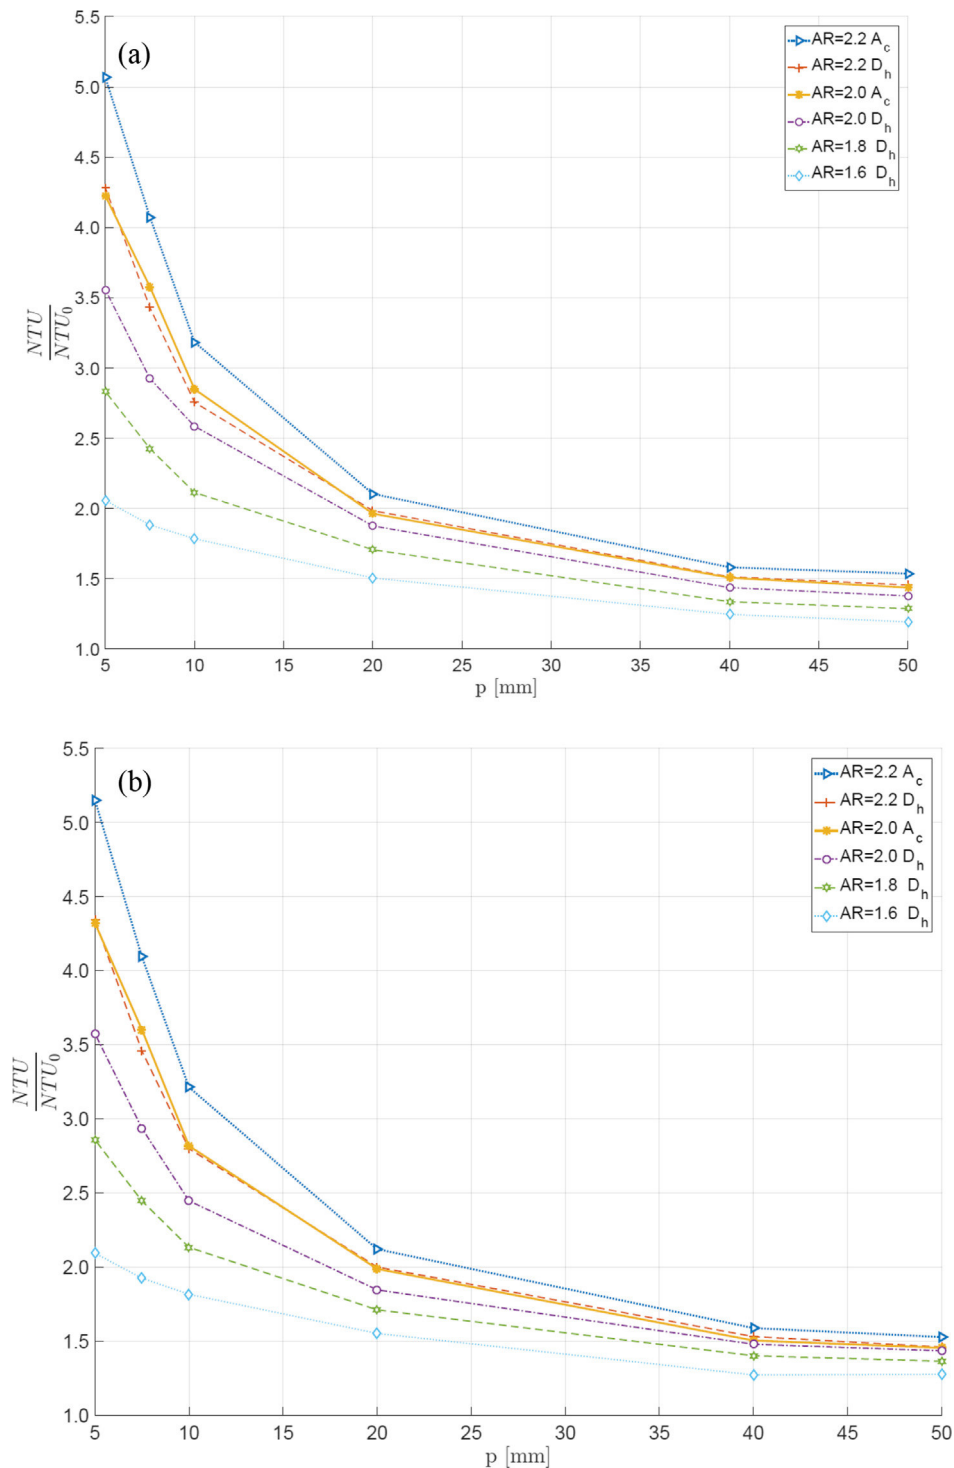 (a)
5.5
5.0
4.5
4.0
3.5
3.0
2.5
2.0
1.5
1.0
NTU
NTU0
5 10 15 20 25 30 35 40 45 50
p [mm]
AR=2.2 Ac
AR=2.2 Dh
AR=2.0 Ac
AR=2.0 Dh
AR=1.8 Dh
AR=1.6 Dh
(b)
5.5
5.0
4.5
4.0
3.5
3.0
2.5
2.0
1.5
1.0
NTU
NTU0
5 10 15 20 25 30 35 40 45 50
p [mm]
AR=2.2 Ac
AR=2.2 Dh
AR=2.0 Ac
AR=2.0 Dh
AR=1.8 Dh
AR=1.6 Dh